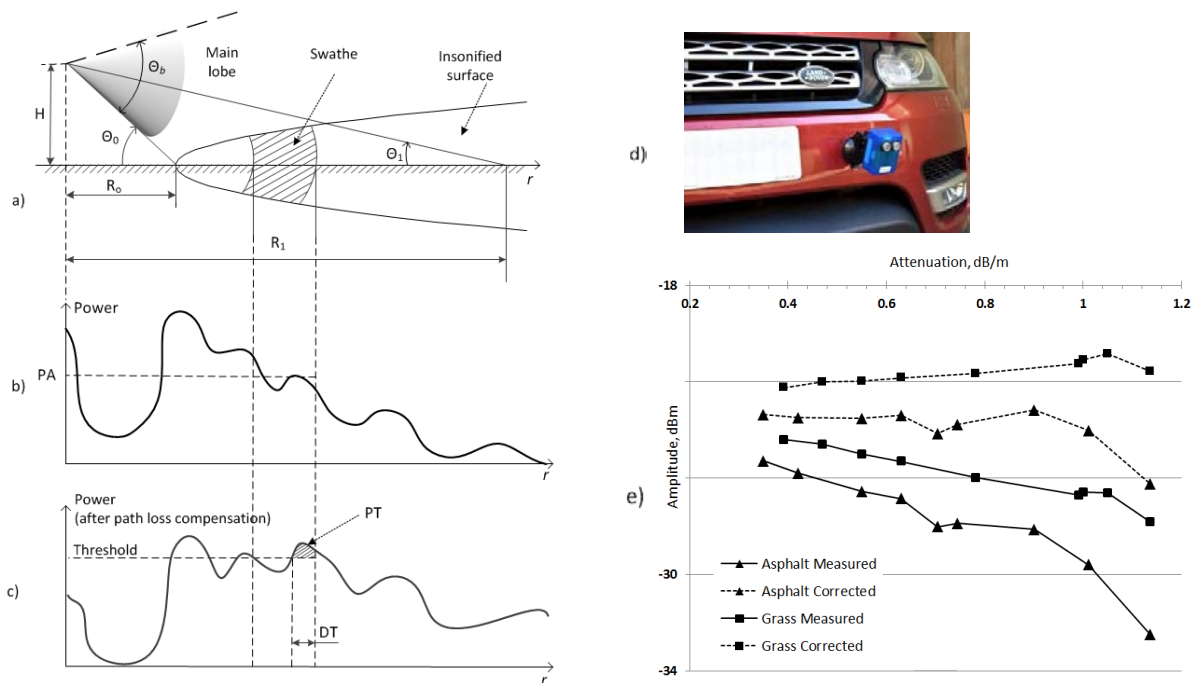 Main
lobe
Swathe
Insonified
surface
H
Θb
Θ0
Θ1
r
Ro
a)
R1
Power
PA
b)
r
Power
(after path loss compensation)
Threshold
PT
c)
DT
r
d)
LAND-
ROVER
Attenuation, dB/m
-18
0.2
0.4
0.6
0.8
1
1.2
Amplitude, dBm
e)
-30
-34
Asphalt Measured
Asphalt Corrected
Grass Measured
Grass Corrected